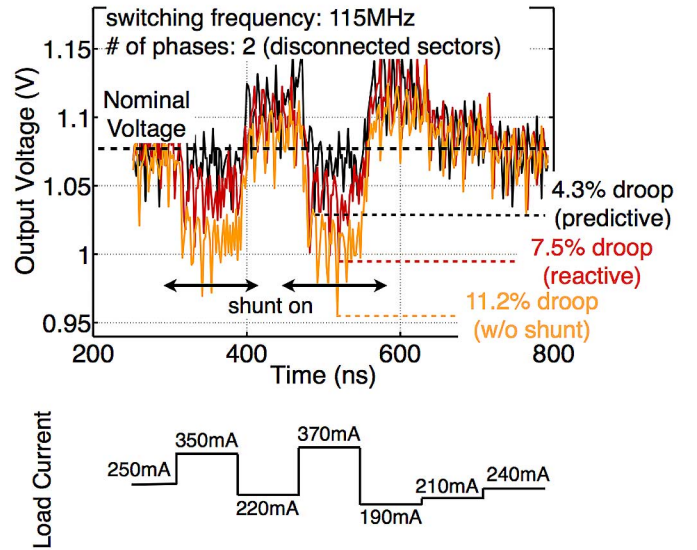 switching frequency: 115MHz
# of phases: 2 (disconnected sectors)
1.15
Nominal
Voltage
1.1
1.05
1
0.95
Output Voltage (V)
4.3% droop
(predictive)
7.5% droop
(reactive)
11.2% droop
(w/o shunt)
shunt on
200
400
600
800
Time (ns)
Load Current
250mA
350mA
220mA
370mA
190mA
210mA
240mA